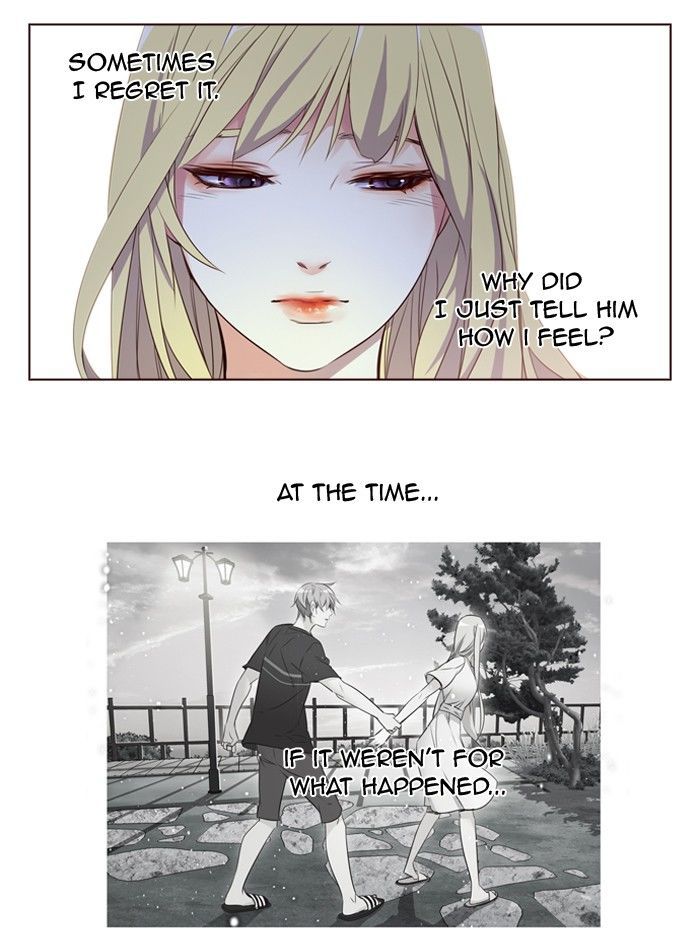 SOMETIMES
I REGRET IT.
WHY DID
I JUST TELL HIM
HOW I FEEL?
AT THE TIME...
IF IT WEREN'T FOR
WHAT HAPPENED...